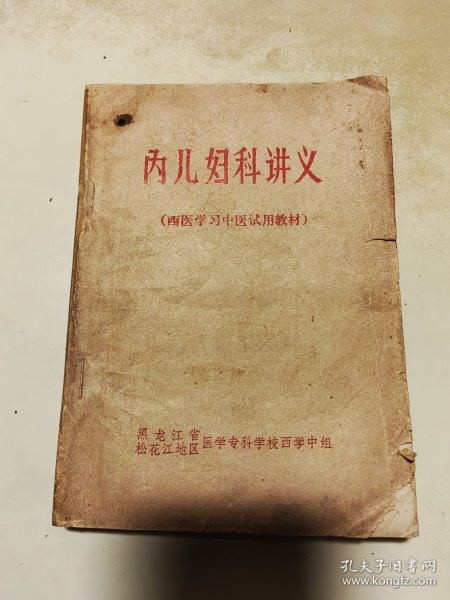 内儿妇科讲义
（西医学习中医试用教材）
黑龙江省
松花江地区医学专科学校西学中组
孔夫子旧书网
www.kongfz.com